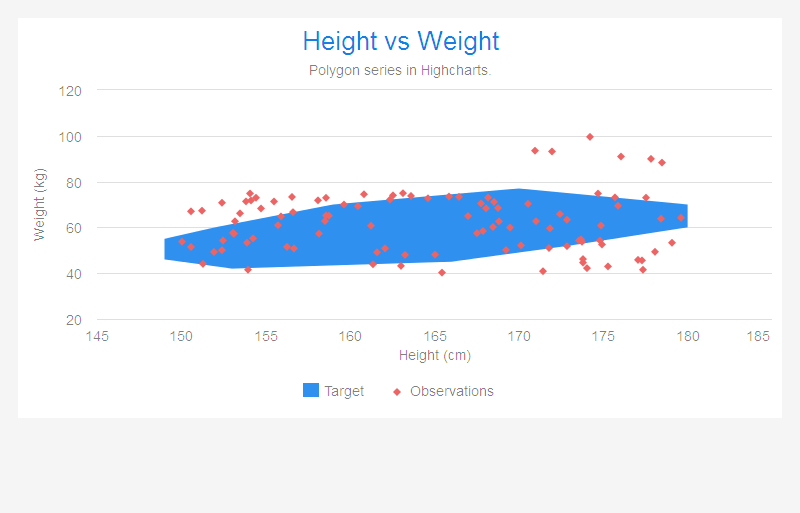 Height vs Weight
Polygon series in Highcharts.
Weight (kg)
120
100
80
60
40
20
145 150 155 160 165 170 175 180 185
Height (cm)
Target Observations